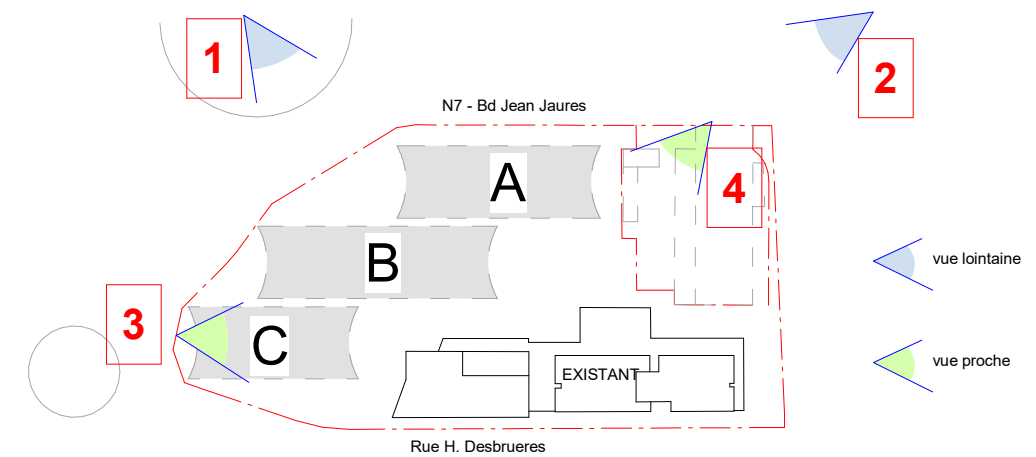 1
2
N7 - Bd Jean Jaures
A
4
B
vue lointaine
3
C
vue proche
EXISTANT
Rue H. Desbrueres